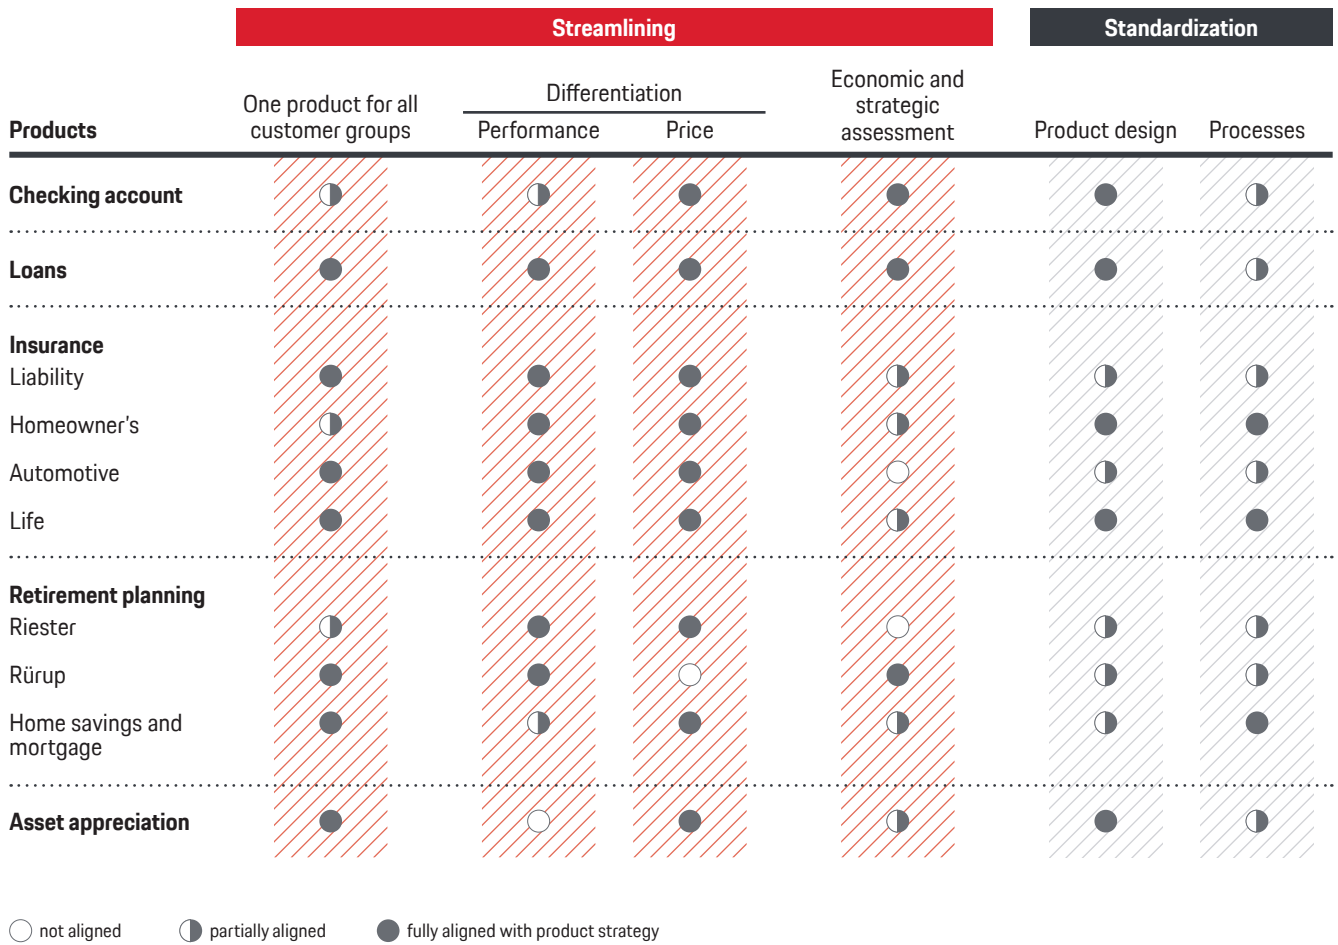 Streamlining
Standardization
Products
One product for all
customer groups
Differentiation
Performance
Price
Economic and
strategic
assessment
Product design
Processes
Checking account
Loans
Insurance
Liability
Homeowner's
Automotive
Life
Retirement planning
Riester
Rürup
Home savings and
mortgage
Asset appreciation
not aligned
partially aligned
fully aligned with product strategy